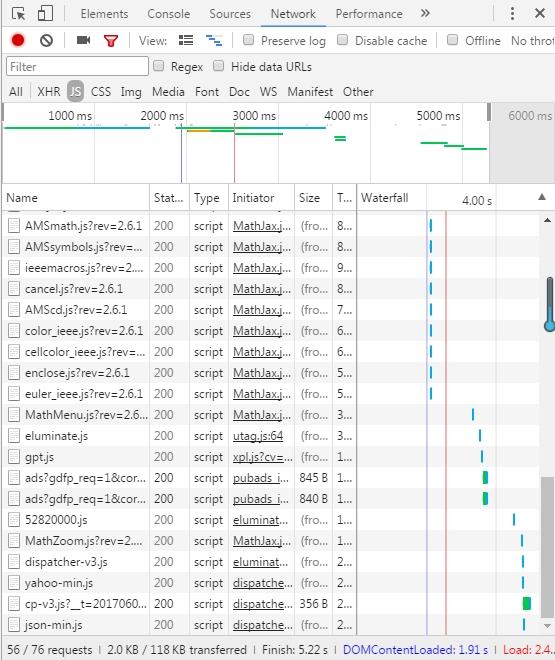 Elements Console Sources Network Performance »
View: Preserve log Disable cache Offline No thro
Filter Regex Hide data URLs
All XHR JS CSS Img Media Font Doc WS Manifest Other
1000 ms 2000 ms 3000 ms 4000 ms 5000 ms 6000 ms
Name Stat... Type Initiator Size T... Waterfall 4.00 s
AMSmath.js?rev=2.6.1 200 script MathJax.j... (fro... 8...
AMSsymbols.js?rev=... 200 script MathJax.j... (fro... 8...
ieeemacros.js?rev=2.... 200 script MathJax.j... (fro... 9...
cancel.js?rev=2.6.1 200 script MathJax.j... (fro... 8...
AMScd.js?rev=2.6.1 200 script MathJax.j... (fro... 7...
color_ieee.js?rev=2.6.1 200 script MathJax.j... (fro... 6...
cellcolor_ieee.js?rev=... 200 script MathJax.j... (fro... 6...
enclose.js?rev=2.6.1 200 script MathJax.j... (fro... 5...
euler_ieee.js?rev=2.6.1 200 script MathJax.j... (fro... 5...
MathMenu.js?rev=2.6... 200 script MathJax.j... (fro... 3...
eluminate.js 200 script utag.js:64 (fro... 3...
gpt.js 200 script xpl.js?cv=... (fro... 1...
ads?gdfp_req=1&cor... 200 script pubads_i... 845 B 1...
ads?gdfp_req=1&cor... 200 script pubads_i... 840 B 1...
52820000.js 200 script eluminat... (fro... 1...
MathZoom.js?rev=2.... 200 script MathJax.j... (fro... 1...
dispatcher-v3.js 200 script eluminat... (fro... 2...
yahoo-min.js 200 script dispatche... (fro... 2...
cp-v3.js?__t=2017060... 200 script dispatche... 356 B 2...
json-min.js 200 script dispatche... (fro... 2...
56 / 76 requests | 2.0 KB / 118 KB transferred | Finish: 5.22 s | DOMContentLoaded: 1.91 s | Load: 2.4...